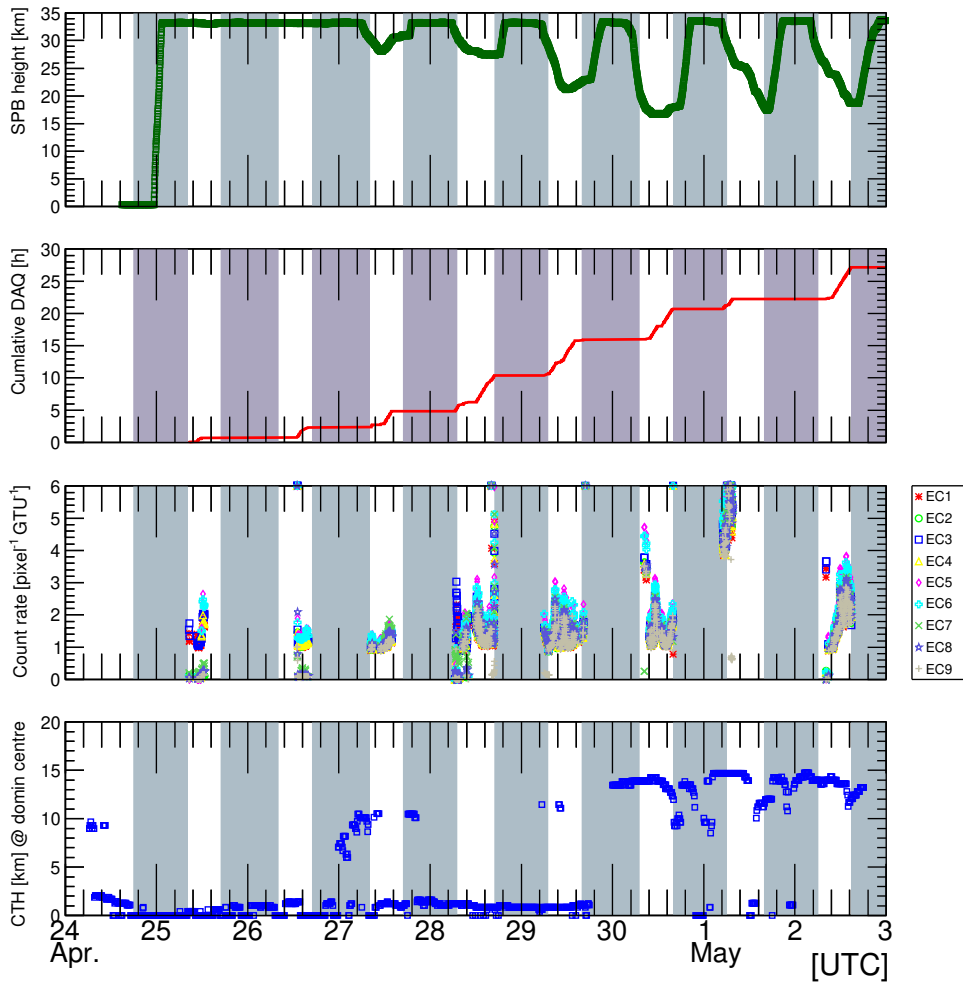 SPB height [km]
35
30
25
20
15
10
5
0
Cumlative DAQ [h]
30
25
20
15
10
5
0
Count rate [pixel-1 GTU-1]
6
5
4
3
2
1
0
EC1
EC2
EC3
EC4
EC5
EC6
EC7
EC8
EC9
CTH [km] @ domin centre
20
15
10
5
0
24 25 26 27 28 29 30 1 2 3
Apr. May
[UTC]